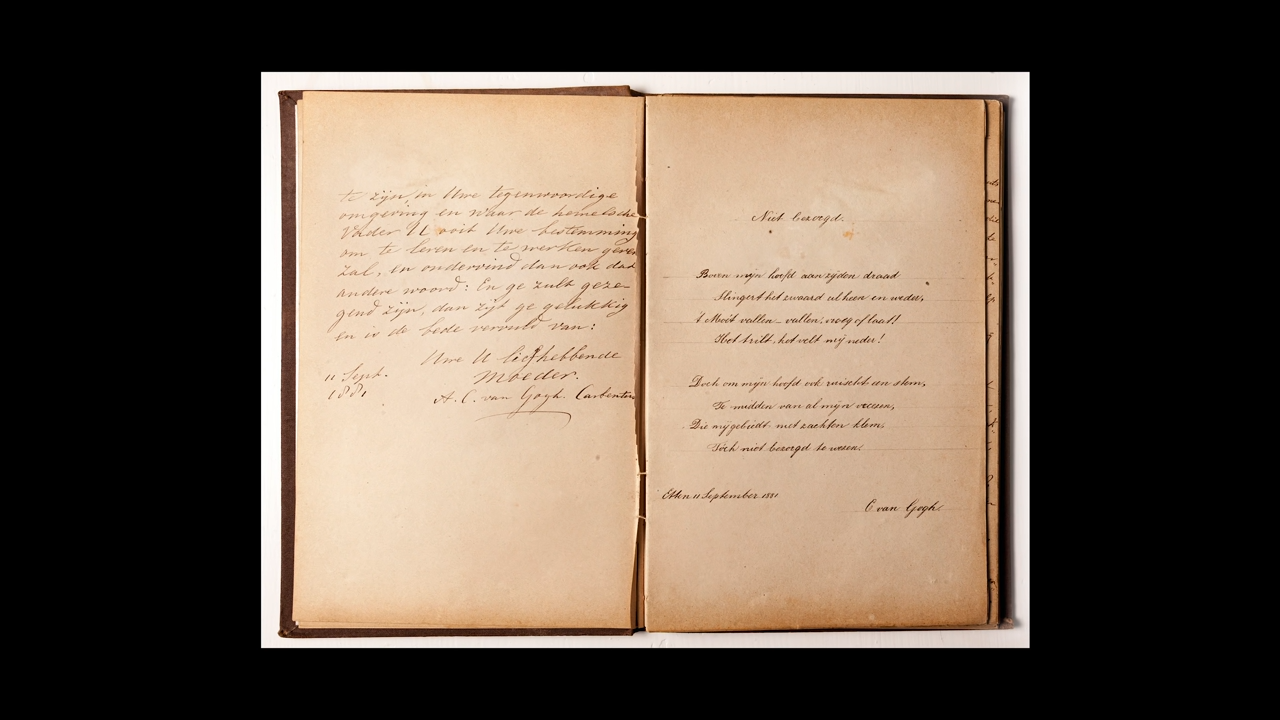 te zijn, in Uwe tegenwoordige
omgeving en waar de hemelsche
Vader U ooit Uwe bestemming
om te leven en te werken geven
zal, en ondervind dan ook dat
andere woord: En ge zult geze-
gend zijn, dan zijt ge gelukkig
en is de bede vervuld van:
Uwe U liefhebbende
Moeder.
11 Sept.
1881
A. C. van Gogh. Carbentus
Niet bezorgd.
Boven mijn hoofd aan zijden draad
Slingert het zwaard al heen en weder,
't Moet vallen – vallen, vroeg of laat!
Het trilt, het velt mij neder!
Doch om mijn hoofd ook ruischt een stem,
Te midden van al mijn vreezen,
Die mij gebiedt met zachten klem,
Toch niet bezorgd te wezen.
Etten 11 September 1881
C van Gogh.